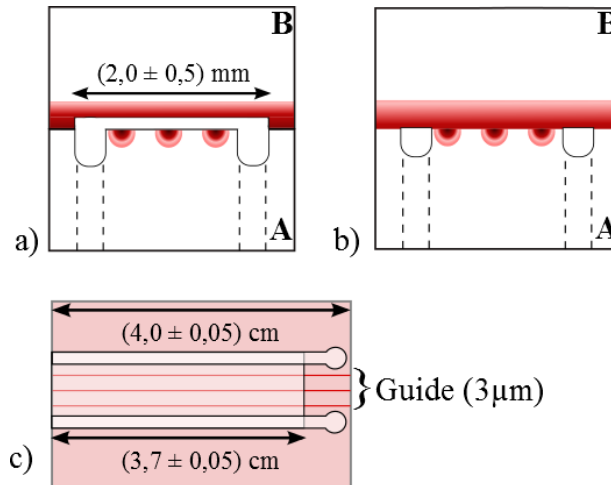 B
(2,0 ± 0,5) mm
A
a)
B
A
b)
(4,0 ± 0,05) cm
Guide (3µm)
(3,7 ± 0,05) cm
c)